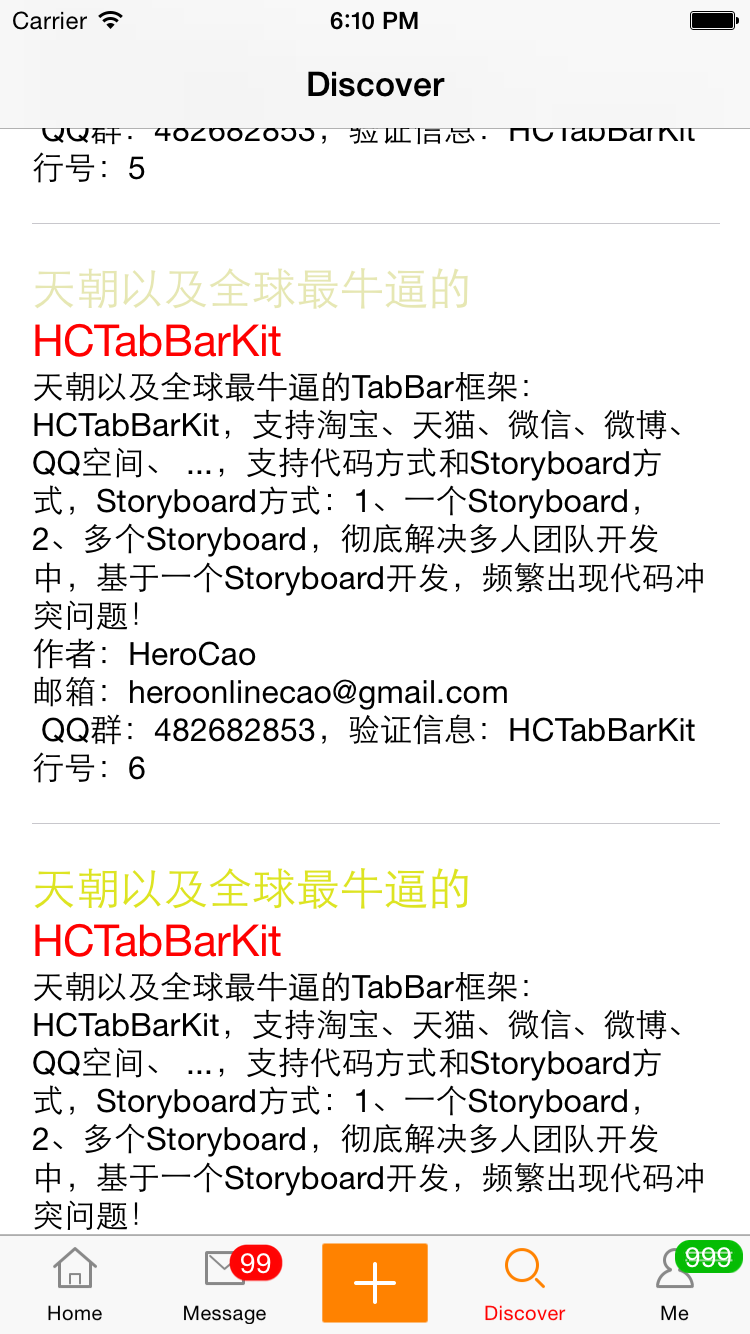 Carrier 6:10 PM
Discover
QQ群：482682853，验证信息：HCTabBarKit
行号：5
天朝以及全球最牛逼的
HCTabBarKit
天朝以及全球最牛逼的TabBar框架：
HCTabBarKit，支持淘宝、天猫、微信、微博、
QQ空间、 ...，支持代码方式和Storyboard方
式，Storyboard方式：1、一个Storyboard，
2、多个Storyboard，彻底解决多人团队开发
中，基于一个Storyboard开发，频繁出现代码冲
突问题！
作者：HeroCao
邮箱：heroonlinecao@gmail.com
QQ群：482682853，验证信息：HCTabBarKit
行号：6
天朝以及全球最牛逼的
HCTabBarKit
天朝以及全球最牛逼的TabBar框架：
HCTabBarKit，支持淘宝、天猫、微信、微博、
QQ空间、 ...，支持代码方式和Storyboard方
式，Storyboard方式：1、一个Storyboard，
2、多个Storyboard，彻底解决多人团队开发
中，基于一个Storyboard开发，频繁出现代码冲
突问题！
99 999
Home Message Discover Me